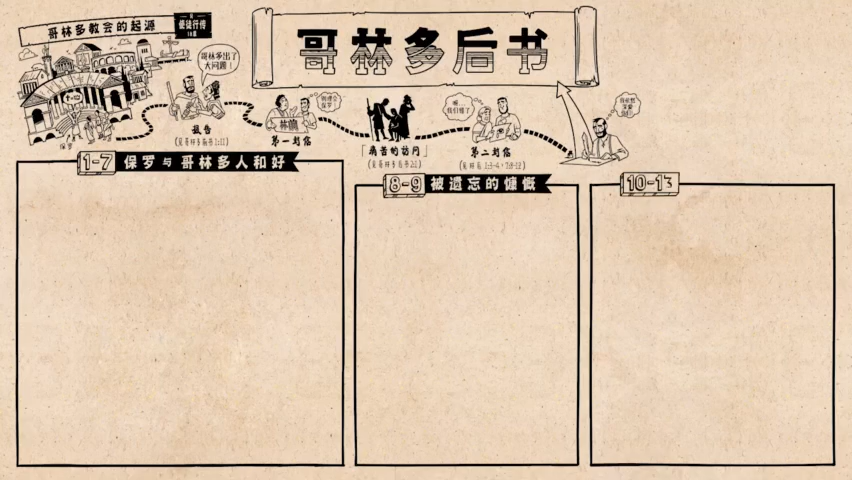 哥林多教会的起源
见
使徒行传
18章
哥林多后书
哥林多出了
大问题!
保罗
报告
(见哥林多前书1:11)
第一封信
「痛苦的访问」
(见哥林多后书2:1)
第二封信
1-7 保罗与哥林多人和好
8-9 被遗忘的慷慨
10-13